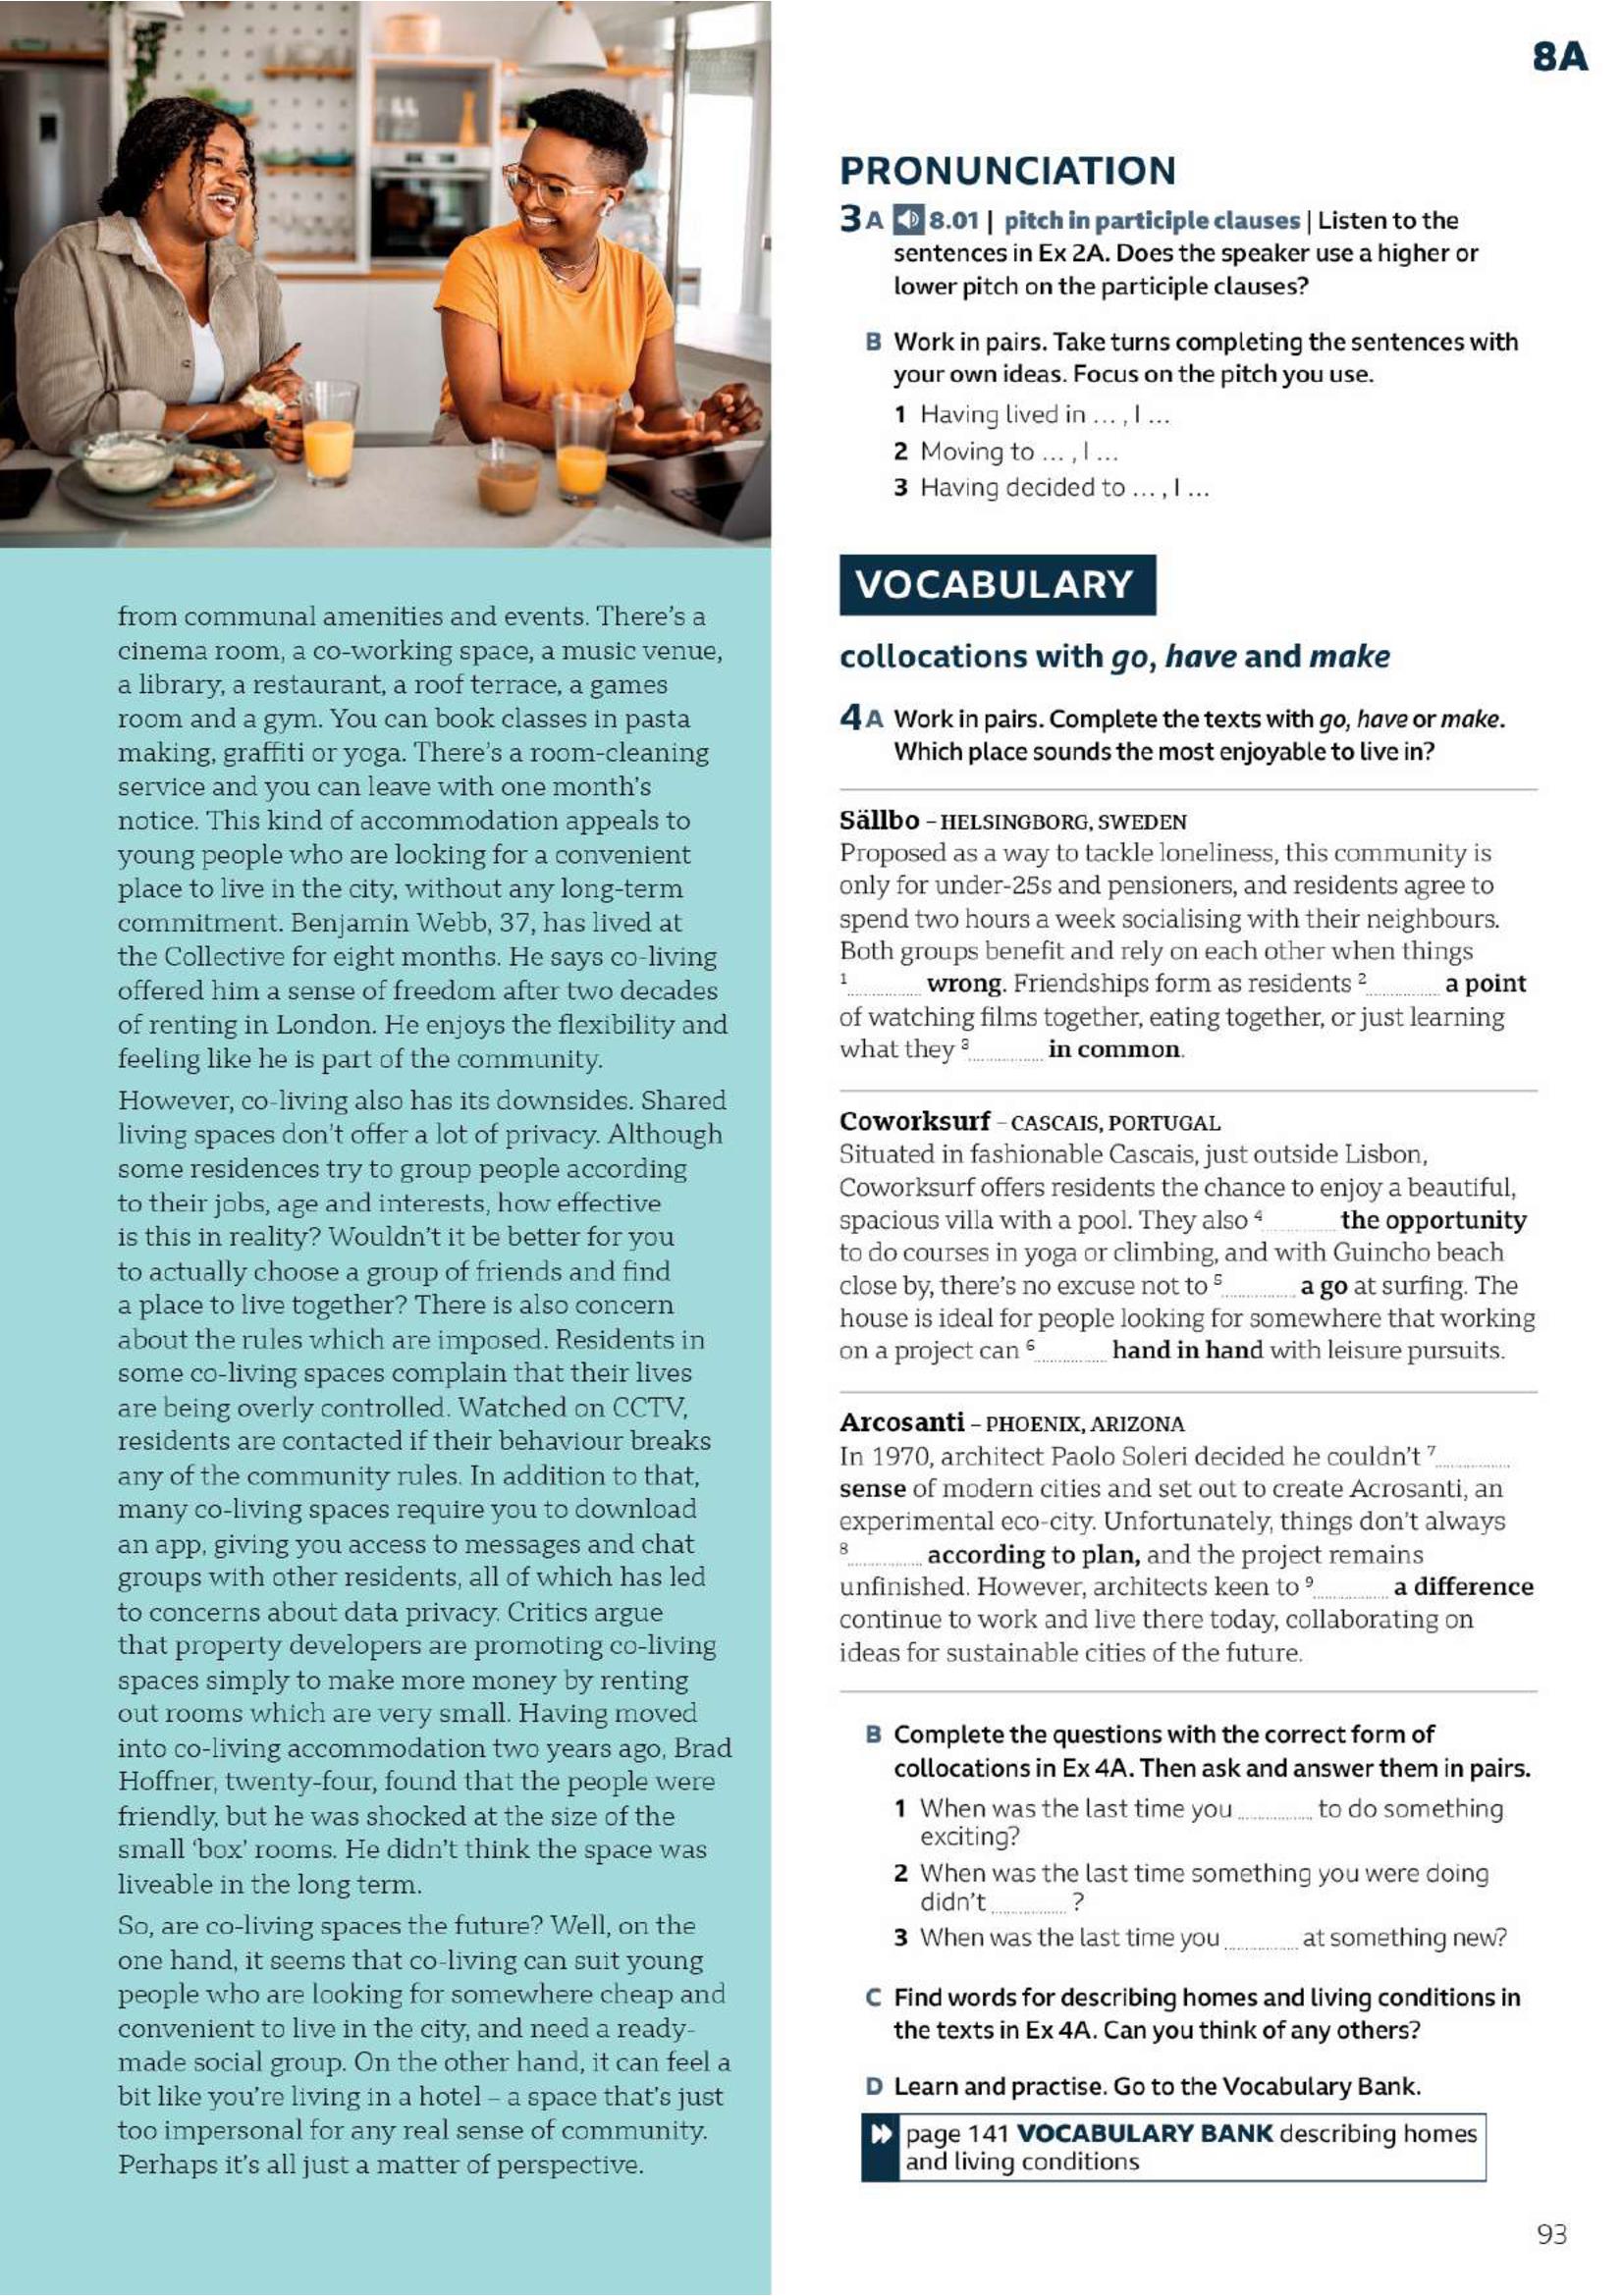 8A
from communal amenities and events. There's a
cinema room, a co-working space, a music venue,
a library, a restaurant, a roof terrace, a games
room and a gym. You can book classes in pasta
making, graffiti or yoga. There's a room-cleaning
service and you can leave with one month's
notice. This kind of accommodation appeals to
young people who are looking for a convenient
place to live in the city, without any long-term
commitment. Benjamin Webb, 37, has lived at
the Collective for eight months. He says co-living
offered him a sense of freedom after two decades
of renting in London. He enjoys the flexibility and
feeling like he is part of the community.
However, co-living also has its downsides. Shared
living spaces don't offer a lot of privacy. Although
some residences try to group people according
to their jobs, age and interests, how effective
is this in reality? Wouldn't it be better for you
to actually choose a group of friends and find
a place to live together? There is also concern
about the rules which are imposed. Residents in
some co-living spaces complain that their lives
are being overly controlled. Watched on CCTV,
residents are contacted if their behaviour breaks
any of the community rules. In addition to that,
many co-living spaces require you to download
an app, giving you access to messages and chat
groups with other residents, all of which has led
to concerns about data privacy. Critics argue
that property developers are promoting co-living
spaces simply to make more money by renting
out rooms which are very small. Having moved
into co-living accommodation two years ago, Brad
Hoffner, twenty-four, found that the people were
friendly, but he was shocked at the size of the
small 'box' rooms. He didn't think the space was
liveable in the long term.
So, are co-living spaces the future? Well, on the
one hand, it seems that co-living can suit young
people who are looking for somewhere cheap and
convenient to live in the city, and need a ready-
made social group. On the other hand, it can feel a
bit like you're living in a hotel – a space that's just
too impersonal for any real sense of community.
Perhaps it's all just a matter of perspective.
PRONUNCIATION
3 A 8.01 | pitch in participle clauses | Listen to the
sentences in Ex 2A. Does the speaker use a higher or
lower pitch on the participle clauses?
B Work in pairs. Take turns completing the sentences with
your own ideas. Focus on the pitch you use.
1 Having lived in … , I …
2 Moving to … , I …
3 Having decided to … , I …
VOCABULARY
collocations with go, have and make
4 A Work in pairs. Complete the texts with go, have or make.
Which place sounds the most enjoyable to live in?
Sällbo – HELSINGBORG, SWEDEN
Proposed as a way to tackle loneliness, this community is
only for under-25s and pensioners, and residents agree to
spend two hours a week socialising with their neighbours.
Both groups benefit and rely on each other when things
1 ............ wrong. Friendships form as residents 2 ............ a point
of watching films together, eating together, or just learning
what they 3 ............ in common.
Coworksurf – CASCAIS, PORTUGAL
Situated in fashionable Cascais, just outside Lisbon,
Coworksurf offers residents the chance to enjoy a beautiful,
spacious villa with a pool. They also 4 ............ the opportunity
to do courses in yoga or climbing, and with Guincho beach
close by, there's no excuse not to 5 ............ a go at surfing. The
house is ideal for people looking for somewhere that working
on a project can 6 ............ hand in hand with leisure pursuits.
Arcosanti – PHOENIX, ARIZONA
In 1970, architect Paolo Soleri decided he couldn't 7 ............
sense of modern cities and set out to create Acrosanti, an
experimental eco-city. Unfortunately, things don't always
8 ............ according to plan, and the project remains
unfinished. However, architects keen to 9 ............ a difference
continue to work and live there today, collaborating on
ideas for sustainable cities of the future.
B Complete the questions with the correct form of
collocations in Ex 4A. Then ask and answer them in pairs.
1 When was the last time you ............ to do something
exciting?
2 When was the last time something you were doing
didn't ............ ?
3 When was the last time you ............ at something new?
C Find words for describing homes and living conditions in
the texts in Ex 4A. Can you think of any others?
D Learn and practise. Go to the Vocabulary Bank.
page 141 VOCABULARY BANK describing homes
and living conditions
93